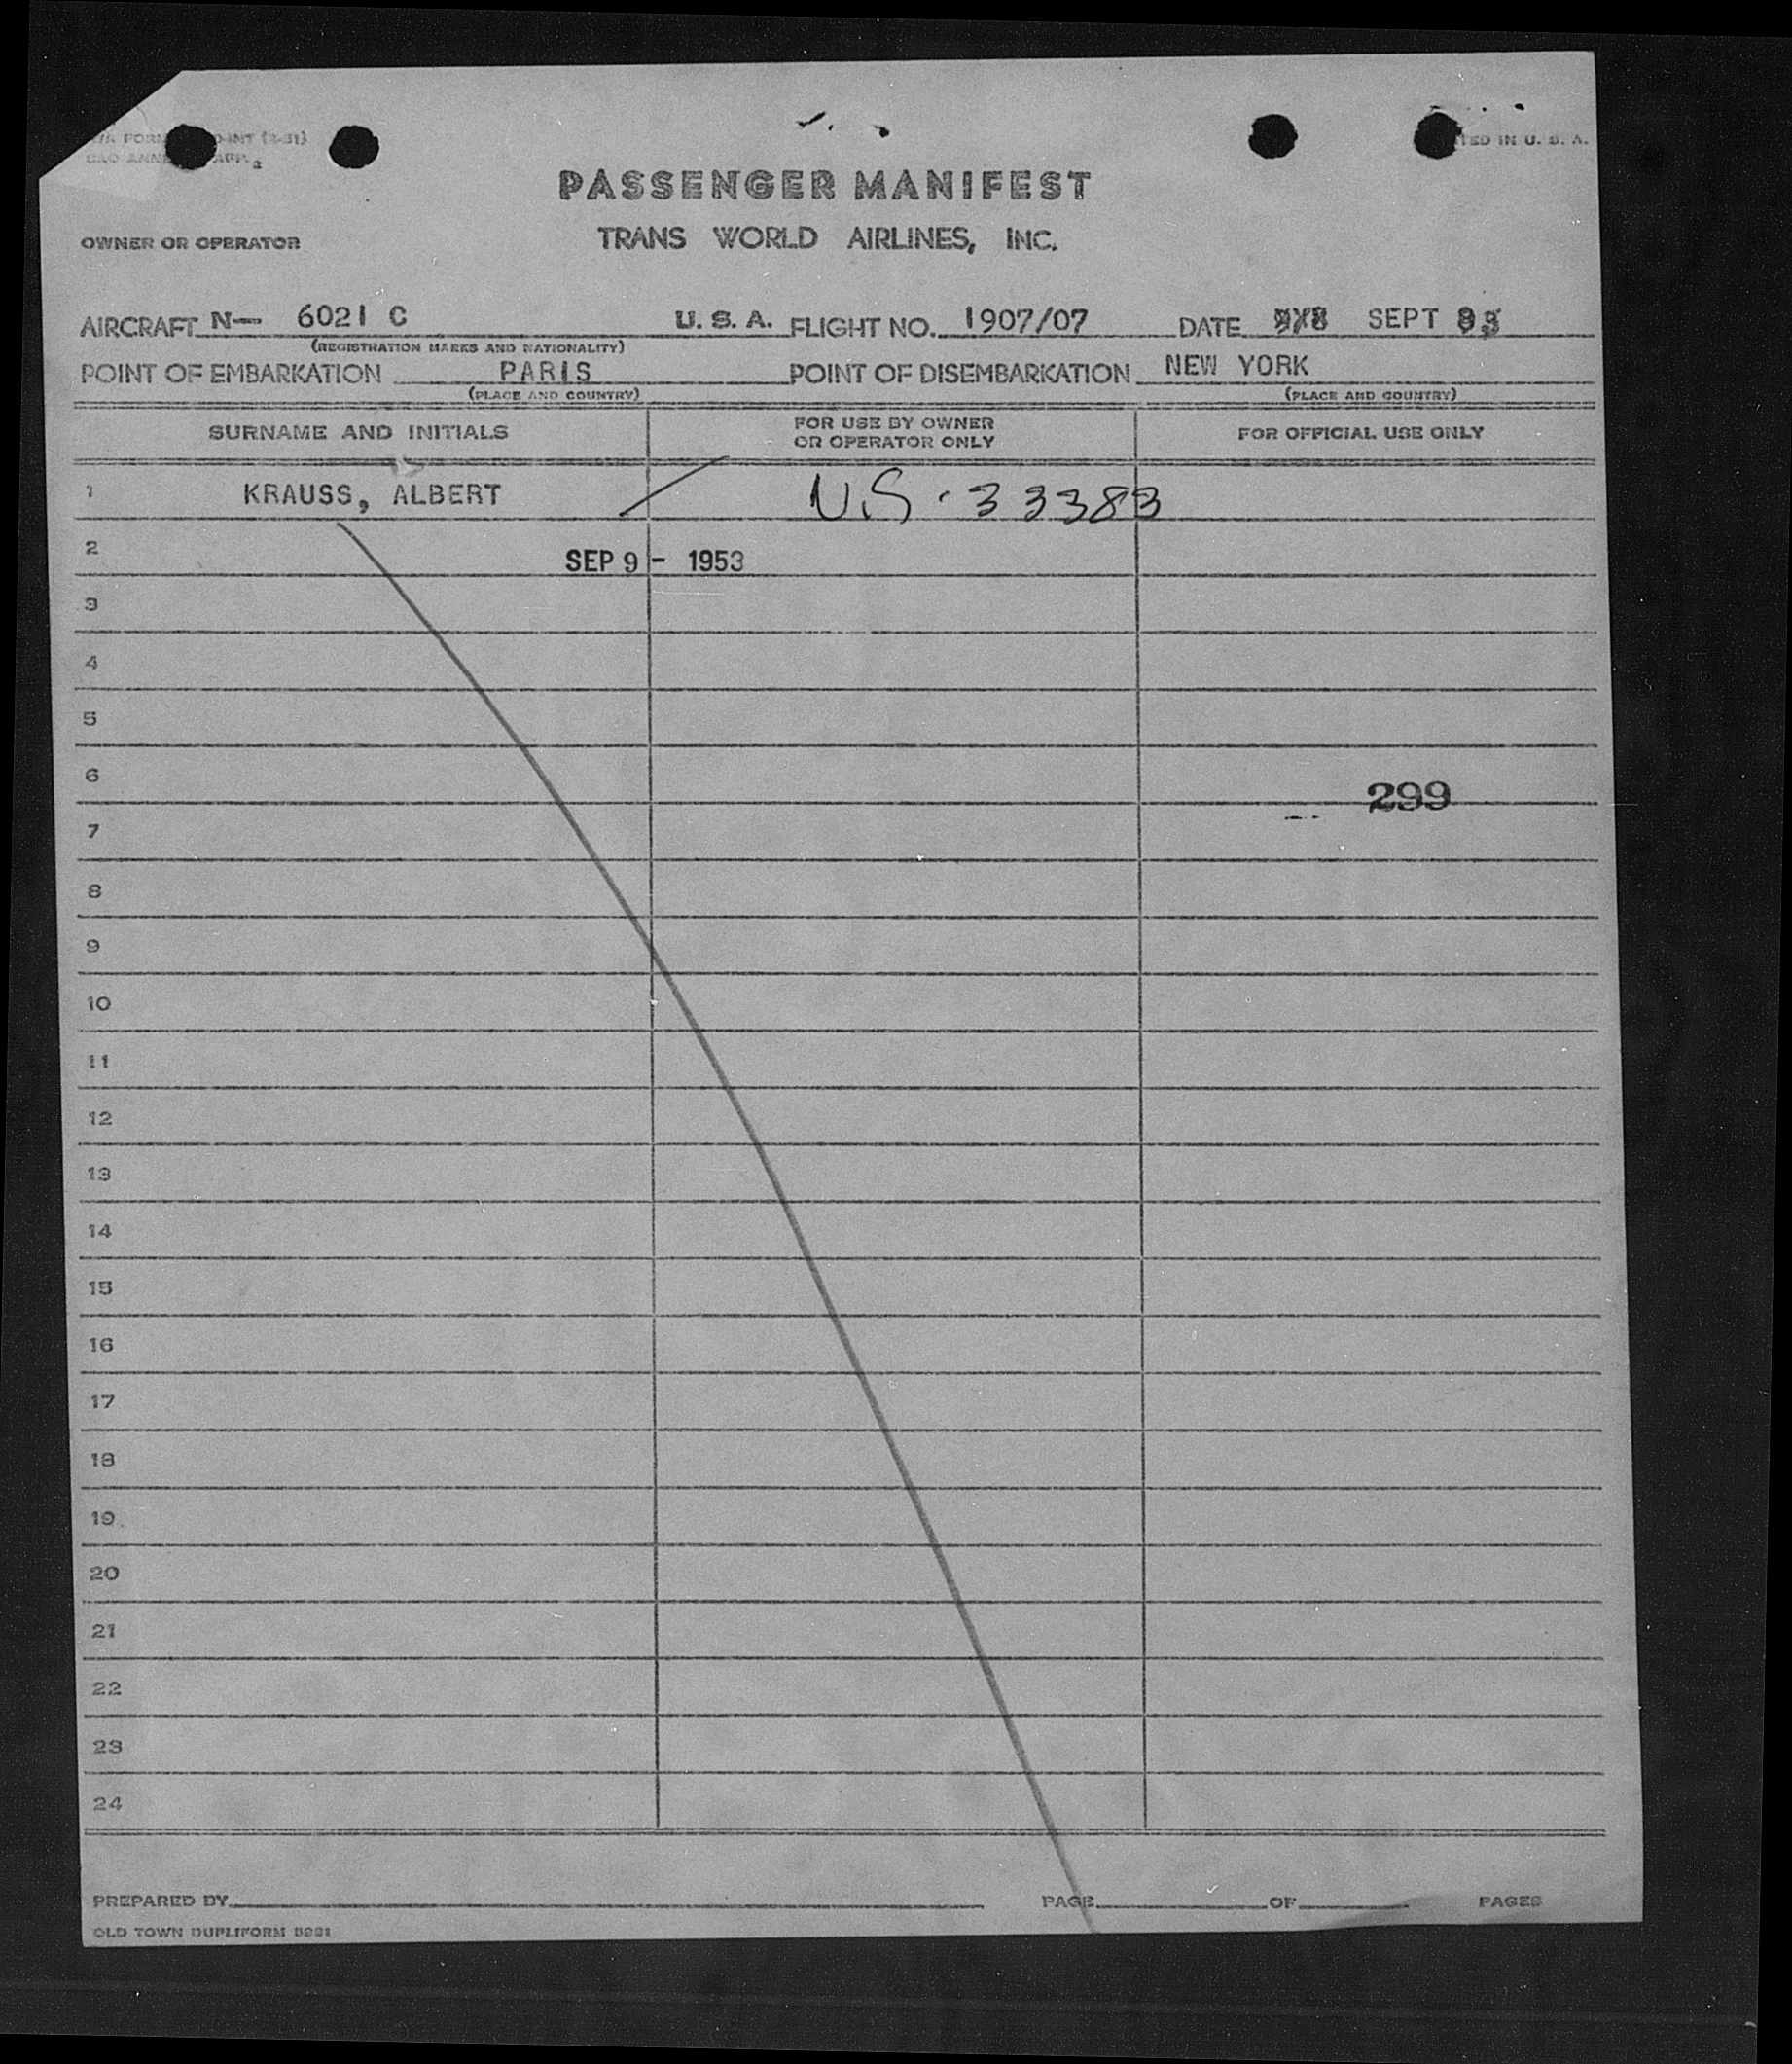 PRINTED IN U. S. A.
PASSENGER MANIFEST
OWNER OR OPERATOR TRANS WORLD AIRLINES, INC.
AIRCRAFT N— 6021 C U. S. A. FLIGHT NO. 1907/07 DATE SEPT
(REGISTRATION MARKS AND NATIONALITY)
POINT OF EMBARKATION PARIS POINT OF DISEMBARKATION NEW YORK
(PLACE AND COUNTRY) (PLACE AND COUNTRY)
SURNAME AND INITIALS FOR USE BY OWNER OR OPERATOR ONLY FOR OFFICIAL USE ONLY
1 KRAUSS, ALBERT U.S. 33383
2 SEP 9 - 1953
3
4
5
6 299
7
8
9
10
11
12
13
14
15
16
17
18
19
20
21
22
23
24
PREPARED BY PAGE OF PAGES
OLD TOWN DUPLIFORM